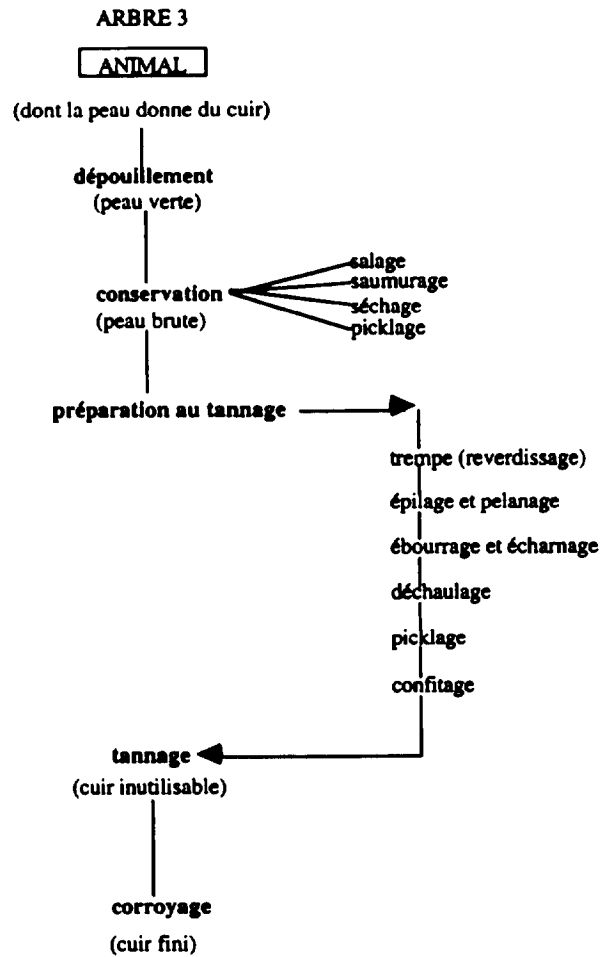 ARBRE 3
ANIMAL
(dont la peau donne du cuir)
dépouillement
(peau verte)
salage
saumurage
conservation
séchage
(peau brute)
picklage
préparation au tannage
trempe (reverdissage)
épilage et pelanage
ébourrage et écharnage
déchaulage
picklage
confitage
tannage
(cuir inutilisable)
corroyage
(cuir fini)